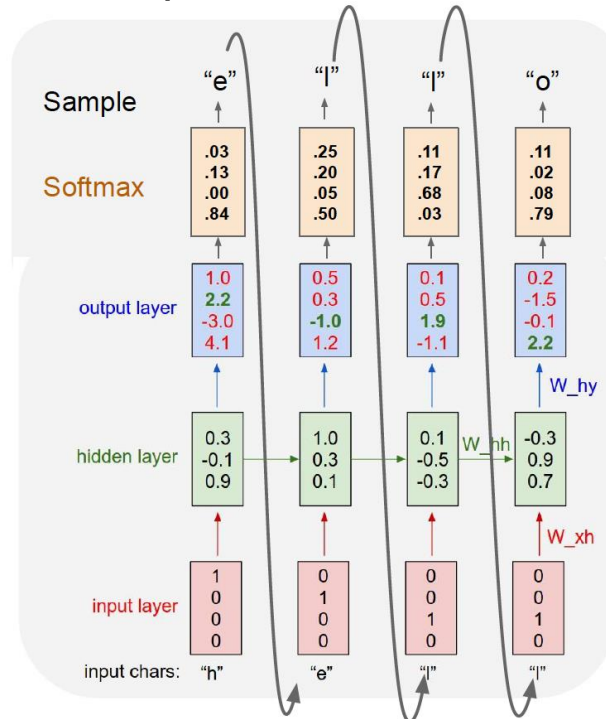 “e” “l” “l” “o”
Sample
.03 .25 .11 .11
.13 .20 .17 .02
Softmax
.00 .05 .68 .08
.84 .50 .03 .79
1.0 0.5 0.1 0.2
output layer 2.2 0.3 0.5 -1.5
-3.0 -1.0 1.9 -0.1
4.1 1.2 -1.1 2.2
W_hy
0.3 1.0 0.1 W_hh -0.3
hidden layer -0.1 0.3 -0.5 0.9
0.9 0.1 -0.3 0.7
W_xh
1 0 0 0
input layer 0 1 0 0
0 0 1 1
0 0 0 0
input chars: “h” “e” “l” “l”